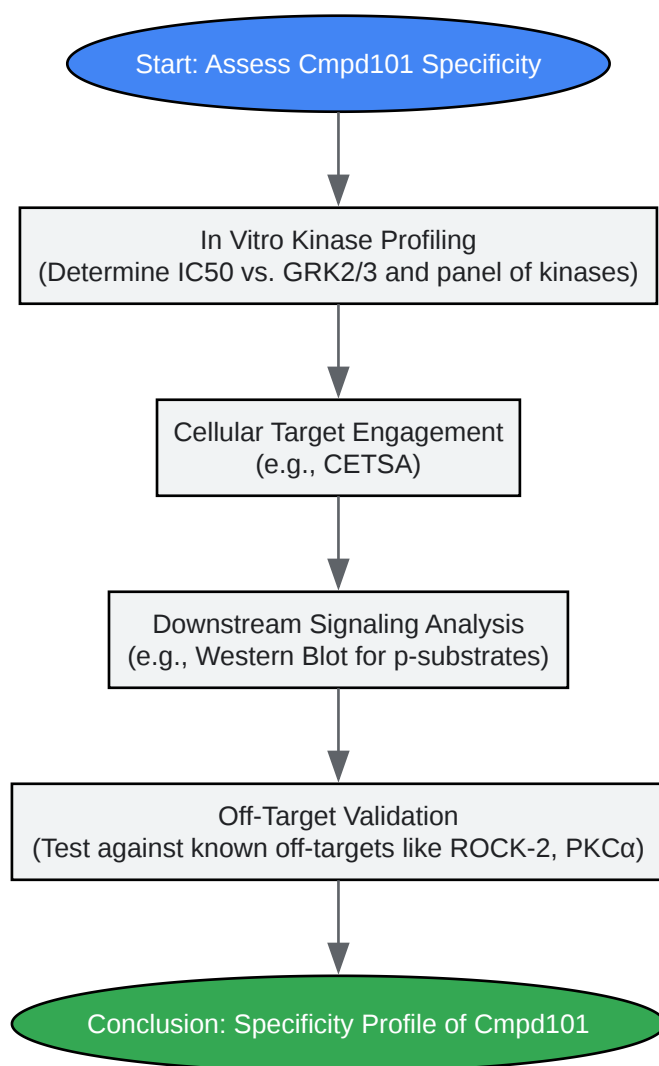 Start: Assess Cmpd101 Specificity
In Vitro Kinase Profiling
(Determine IC50 vs. GRK2/3 and panel of kinases)
Cellular Target Engagement
(e.g., CETSA)
Downstream Signaling Analysis
(e.g., Western Blot for p-substrates)
Off-Target Validation
(Test against known off-targets like ROCK-2, PKCα)
Conclusion: Specificity Profile of Cmpd101